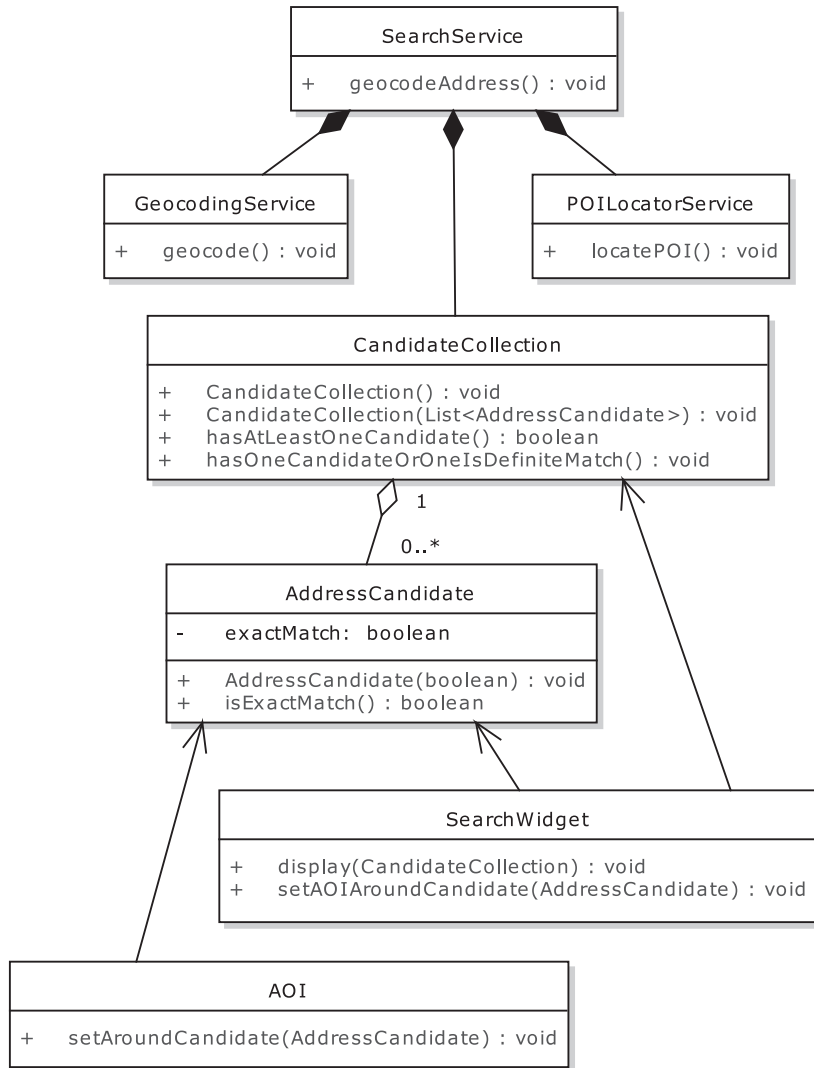 SearchService
+ geocodeAddress() : void
GeocodingService
+ geocode() : void
POILocatorService
+ locatePOI() : void
CandidateCollection
+ CandidateCollection() : void
+ CandidateCollection(List<AddressCandidate>) : void
+ hasAtLeastOneCandidate() : boolean
+ hasOneCandidateOrOneIsDefiniteMatch() : void
1
0..*
AddressCandidate
- exactMatch: boolean
+ AddressCandidate(boolean) : void
+ isExactMatch() : boolean
SearchWidget
+ display(CandidateCollection) : void
+ setAOIAroundCandidate(AddressCandidate) : void
AOI
+ setAroundCandidate(AddressCandidate) : void